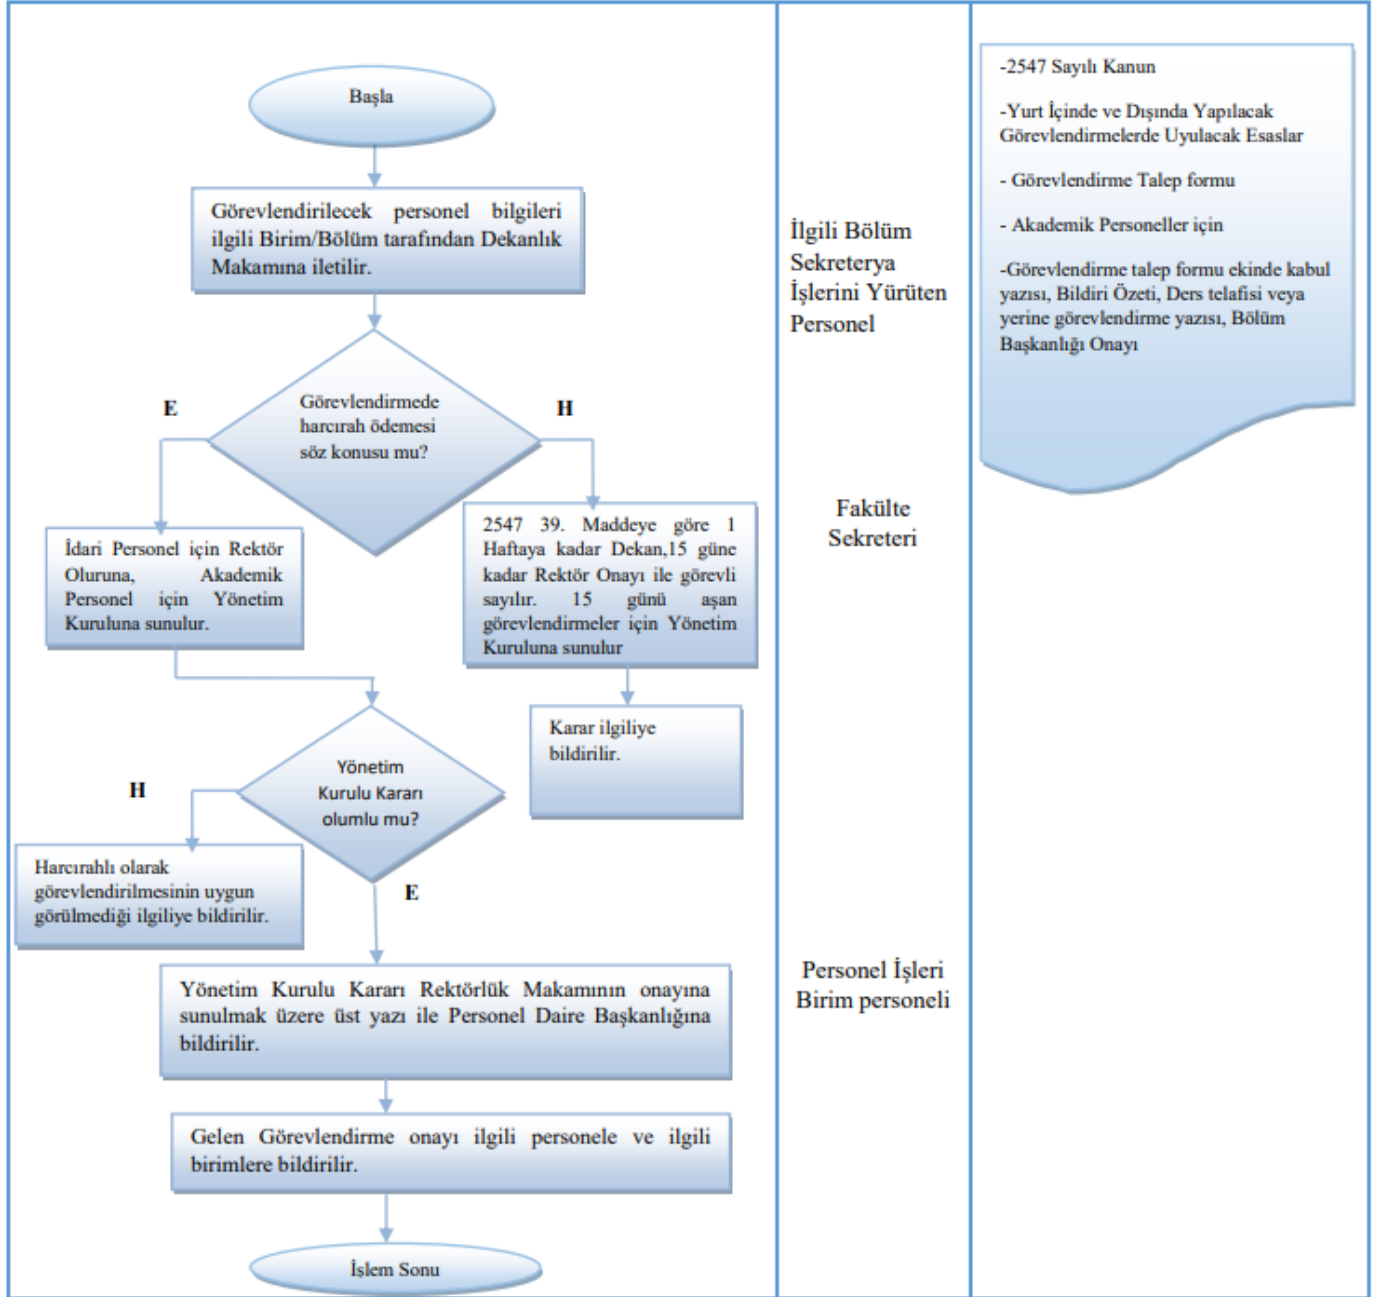 Başla
Görevlendirilecek personel bilgileri
ilgili Birim/Bölüm tarafından Dekanlık
Makamına iletilir.
Görevlendirmede
harcırah ödemesi
söz konusu mu?
E
H
İdari Personel için Rektör
Oluruna, Akademik
Personel için Yönetim
Kuruluna sunulur.
2547 39. Maddeye göre 1
Haftaya kadar Dekan,15 güne
kadar Rektör Onayı ile görevli
sayılır. 15 günü aşan
görevlendirmeler için Yönetim
Kuruluna sunulur
Karar ilgiliye
bildirilir.
Yönetim
Kurulu Kararı
olumlu mu?
H
E
Harcırahlı olarak
görevlendirilmesinin uygun
görülmediği ilgiliye bildirilir.
Yönetim Kurulu Kararı Rektörlük Makamının onayına
sunulmak üzere üst yazı ile Personel Daire Başkanlığına
bildirilir.
Gelen Görevlendirme onayı ilgili personele ve ilgili
birimlere bildirilir.
İşlem Sonu
İlgili Bölüm
Sekreterya
İşlerini Yürüten
Personel
Fakülte
Sekreteri
Personel İşleri
Birim personeli
-2547 Sayılı Kanun
-Yurt İçinde ve Dışında Yapılacak
Görevlendirmelerde Uyulacak Esaslar
- Görevlendirme Talep formu
- Akademik Personeller için
-Görevlendirme talep formu ekinde kabul
yazısı, Bildiri Özeti, Ders telafisi veya
yerine görevlendirme yazısı, Bölüm
Başkanlığı Onayı